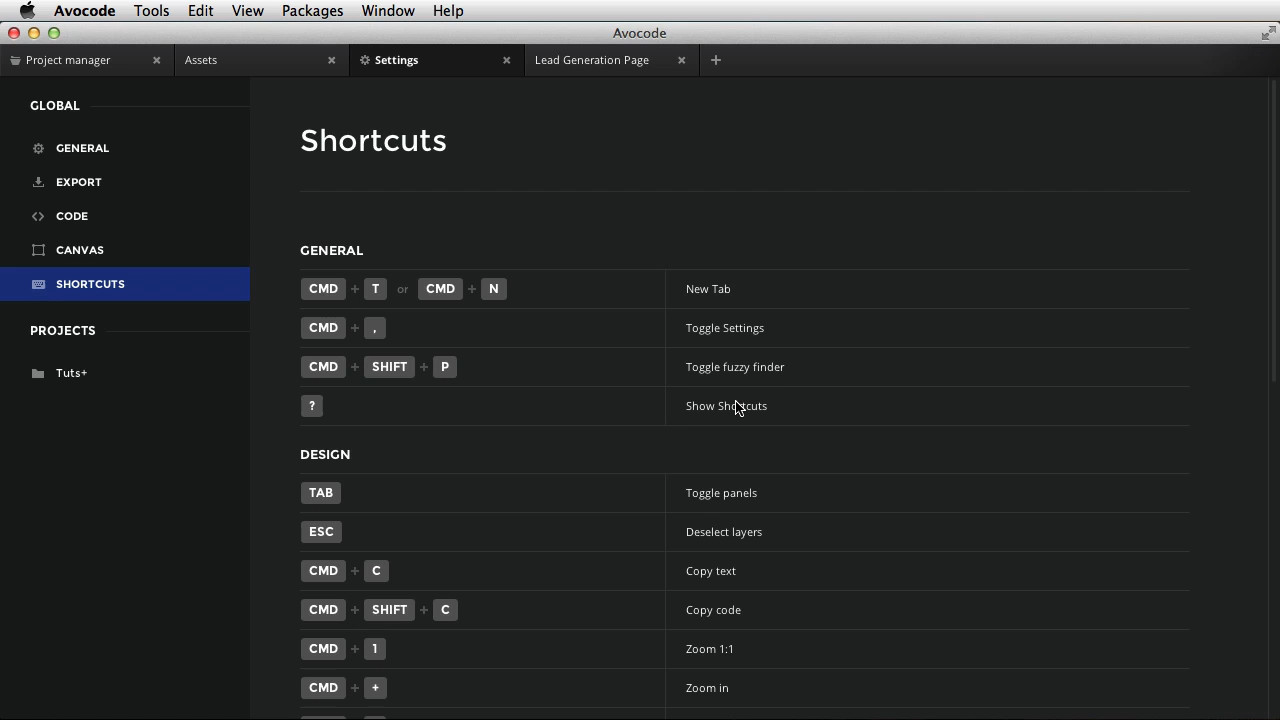 Avocode Tools Edit View Packages Window Help
Avocode
Project manager Assets Settings Lead Generation Page
GLOBAL
GENERAL
EXPORT
CODE
CANVAS
SHORTCUTS
PROJECTS
Tuts+
Shortcuts
GENERAL
CMD + T or CMD + N New Tab
CMD + , Toggle Settings
CMD + SHIFT + P Toggle fuzzy finder
? Show Shortcuts
DESIGN
TAB Toggle panels
ESC Deselect layers
CMD + C Copy text
CMD + SHIFT + C Copy code
CMD + 1 Zoom 1:1
CMD + + Zoom in